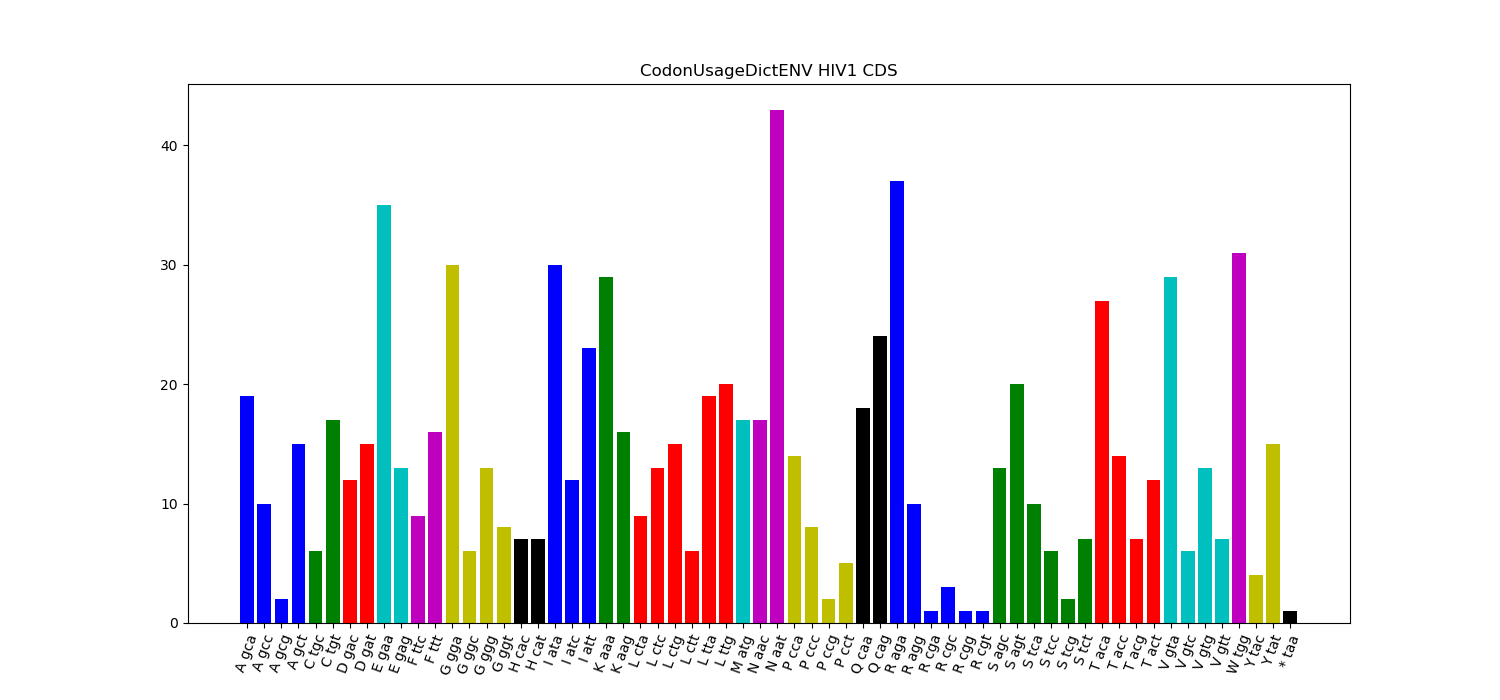 CodonUsageDictENV HIV1 CDS
40
30
20
10
0
A gca
A gcc
A gcg
A gct
C tgc
C tgt
D gac
D gat
E gaa
E gag
F ttc
F ttt
G gga
G ggc
G ggg
G ggt
H cac
H cat
I ata
I atc
I att
K aaa
K aag
L cta
L ctc
L ctg
L ctt
L tta
L ttg
M atg
N aac
N aat
P cca
P ccc
P ccg
P cct
Q caa
Q cag
R aga
R agg
R cga
R cgc
R cgg
R cgt
S agc
S agt
S tca
S tcc
S tcg
S tct
T aca
T acc
T acg
T act
V gta
V gtc
V gtg
V gtt
W tgg
Y tac
Y tat
* taa